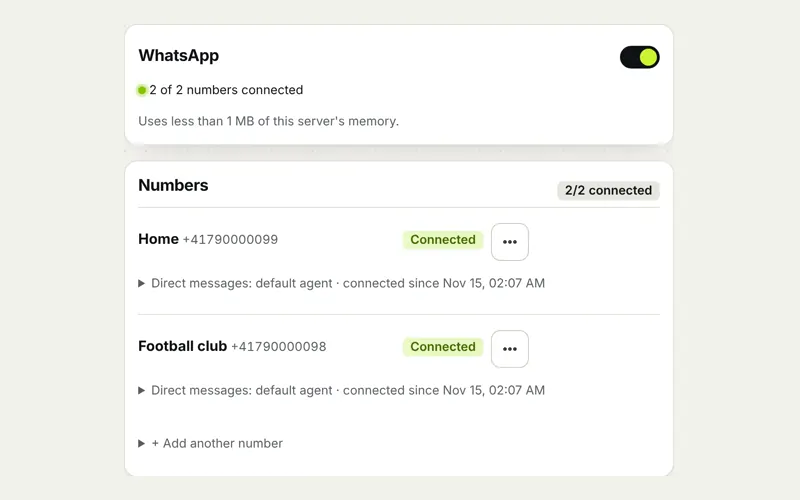 WhatsApp
2 of 2 numbers connected
Uses less than 1 MB of this server's memory.
Numbers
2/2 connected
Home +41790000099
Connected
•••
Direct messages: default agent · connected since Nov 15, 02:07 AM
Football club +41790000098
Connected
•••
Direct messages: default agent · connected since Nov 15, 02:07 AM
+ Add another number